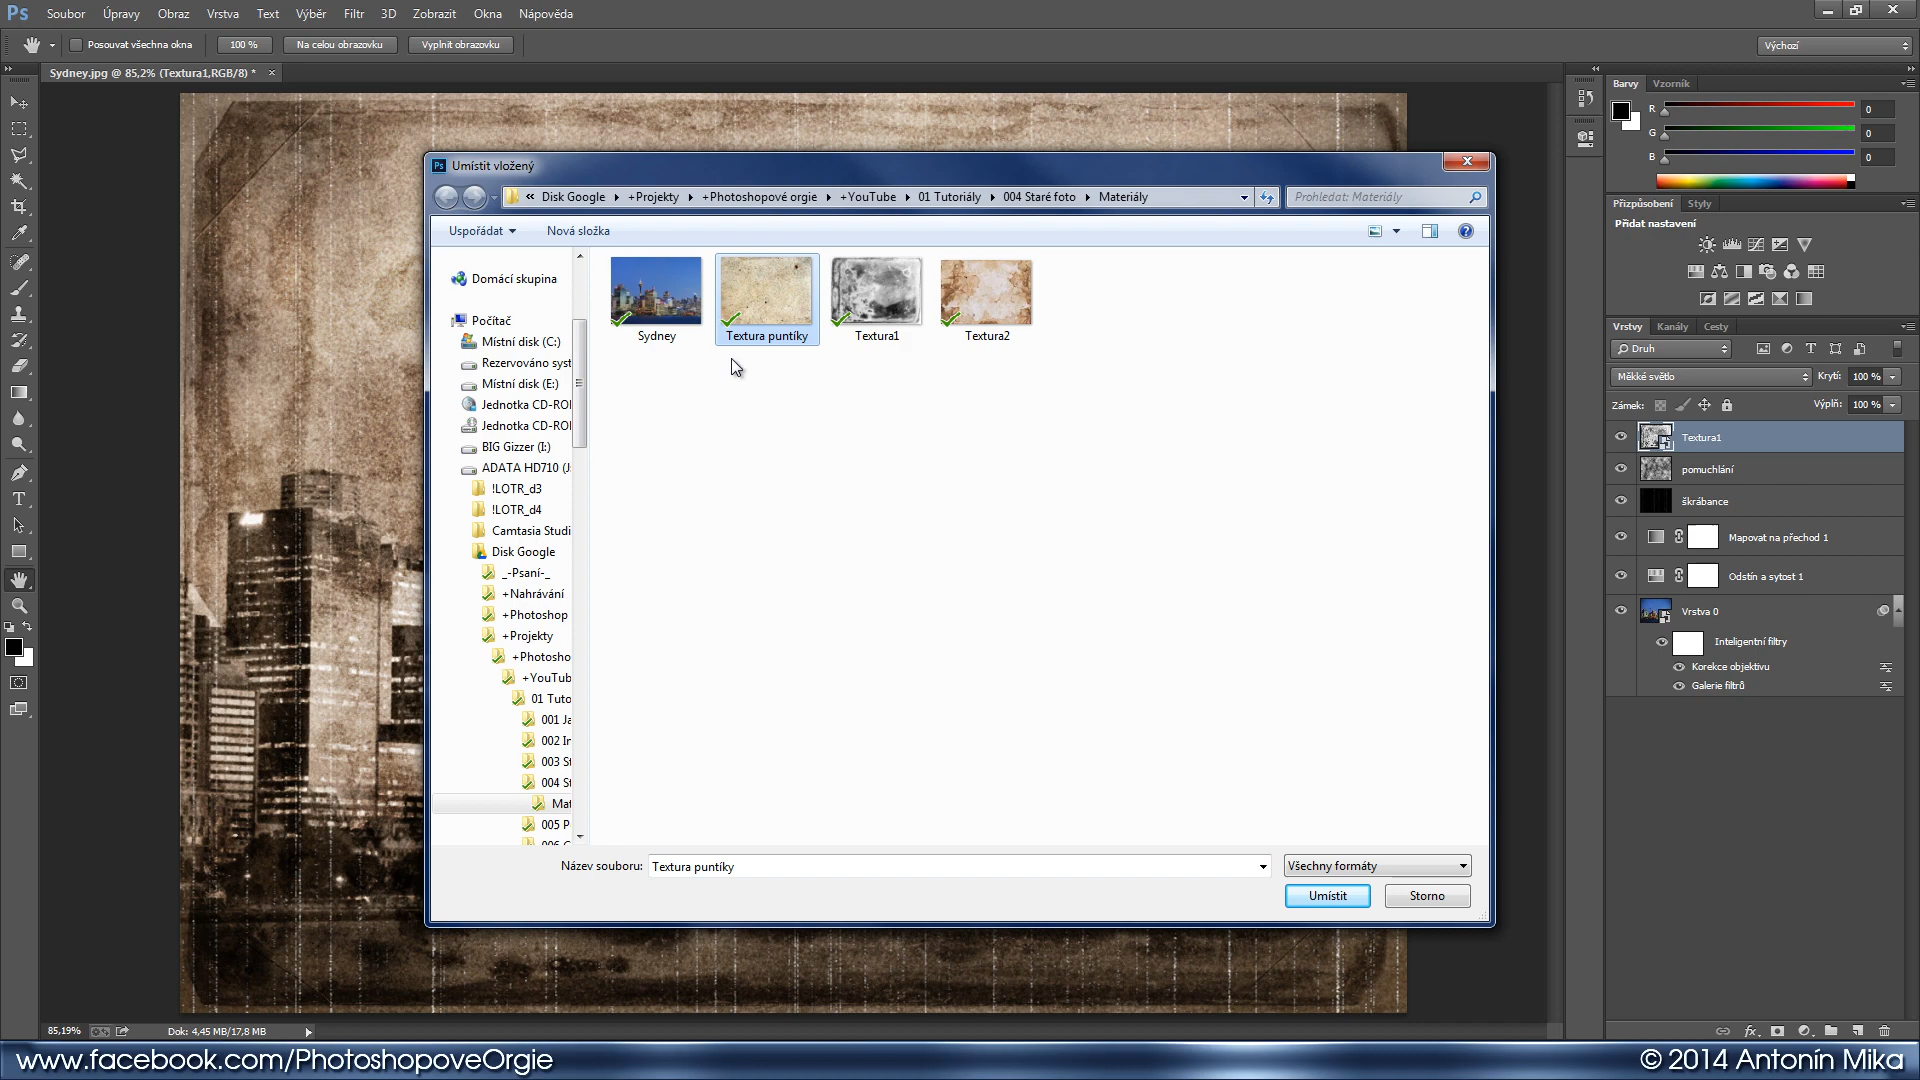 Ps Soubor Úpravy Obraz Vrstva Text Výběr Filtr 3D Zobrazit Okna Nápověda
Posouvat všechna okna 100 % Na celou obrazovku Vyplnit obrazovku Výchozí
Sydney.jpg @ 85,2% (Textura1,RGB/8) *
Barvy Vzorník
R 0
G 0
B 0
Přizpůsobení Styly
Přidat nastavení
Vrstvy Kanály Cesty
Druh
Měkké světlo Krytí: 100 %
Zámek: Výplň: 100 %
Textura1
pomuchlání
škrábance
Mapovat na přechod 1
Odstín a sytost 1
Vrstva 0
Inteligentní filtry
Korekce objektivu
Galerie filtrů
Ps Umístit vložený
« Disk Google +Projekty +Photoshopové orgie +YouTube 01 Tutoriály 004 Staré foto Materiály
Prohledat: Materiály
Uspořádat Nová složka
Domácí skupina
Počítač
Místní disk (C:)
Rezervováno syst
Místní disk (E:)
Jednotka CD-ROI
Jednotka CD-ROI
BIG Gizzer (I:)
ADATA HD710 (J:
!LOTR_d3
!LOTR_d4
Camtasia Studi
Disk Google
_-Psaní-_
+Nahrávání
+Photoshop
+Projekty
+Photosho
+YouTub
01 Tuto
001 Ja
002 In
003 St
004 St
Mat
005 P
Sydney
Textura puntíky
Textura1
Textura2
Název souboru: Textura puntíky
Všechny formáty
Umístit Storno
85,19% Dok: 4,45 MB/17,8 MB
www.facebook.com/PhotoshopoveOrgie
© 2014 Antonín Mika